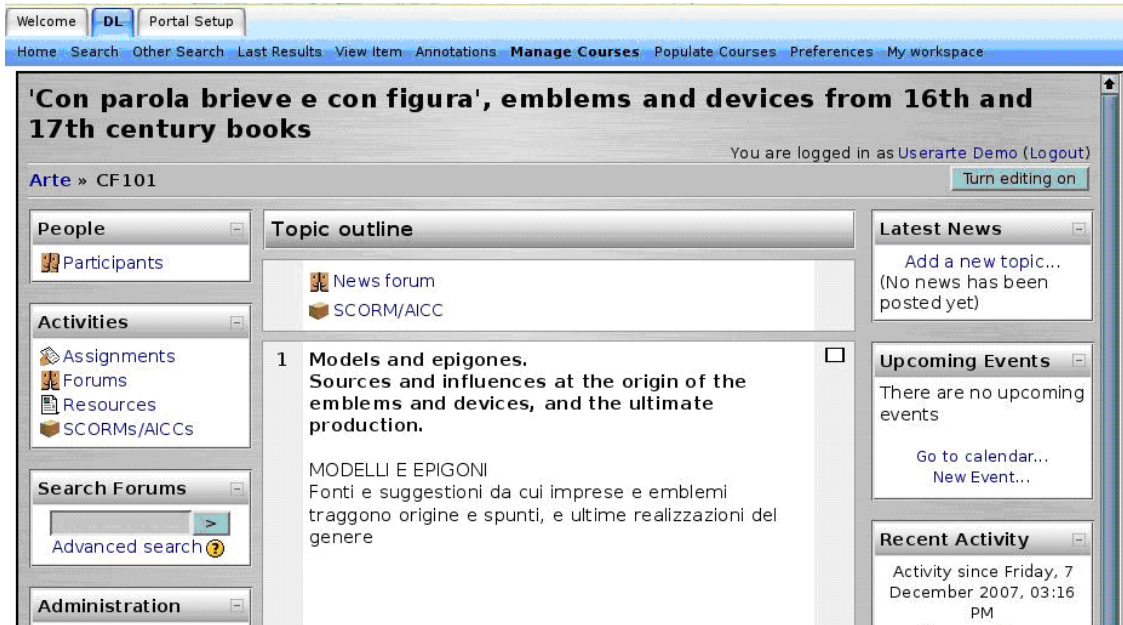 Welcome DL Portal Setup
Home Search Other Search Last Results View Item Annotations Manage Courses Populate Courses Preferences My workspace
'Con parola brieve e con figura', emblems and devices from 16th and
17th century books
You are logged in as Userarte Demo (Logout)
Arte » CF101
Turn editing on
People
Participants
Activities
Assignments
Forums
Resources
SCORMs/AICCs
Search Forums
>
Advanced search ?
Administration
Topic outline
News forum
SCORM/AICC
1 Models and epigones.
Sources and influences at the origin of the
emblems and devices, and the ultimate
production.
MODELLI E EPIGONI
Fonti e suggestioni da cui imprese e emblemi
traggono origine e spunti, e ultime realizzazioni del
genere
Latest News
Add a new topic...
(No news has been
posted yet)
Upcoming Events
There are no upcoming
events
Go to calendar...
New Event...
Recent Activity
Activity since Friday, 7
December 2007, 03:16
PM